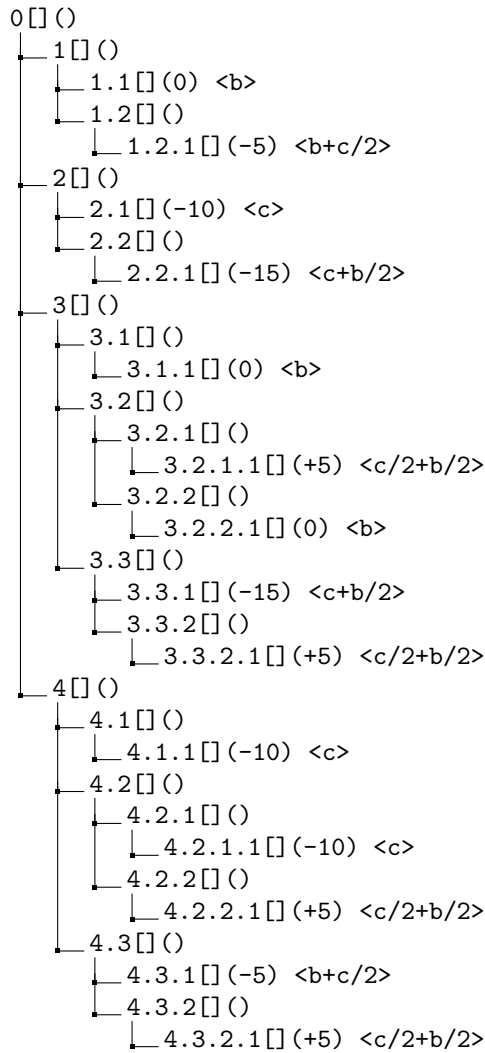 0[]()
1[]()
1.1[](0) <b>
1.2[]()
1.2.1[](-5) <b+c/2>
2[]()
2.1[](-10) <c>
2.2[]()
2.2.1[](-15) <c+b/2>
3[]()
3.1[]()
3.1.1[](0) <b>
3.2[]()
3.2.1[]()
3.2.1.1[](+5) <c/2+b/2>
3.2.2[]()
3.2.2.1[](0) <b>
3.3[]()
3.3.1[](-15) <c+b/2>
3.3.2[]()
3.3.2.1[](+5) <c/2+b/2>
4[]()
4.1[]()
4.1.1[](-10) <c>
4.2[]()
4.2.1[]()
4.2.1.1[](-10) <c>
4.2.2[]()
4.2.2.1[](+5) <c/2+b/2>
4.3[]()
4.3.1[](-5) <b+c/2>
4.3.2[]()
4.3.2.1[](+5) <c/2+b/2>